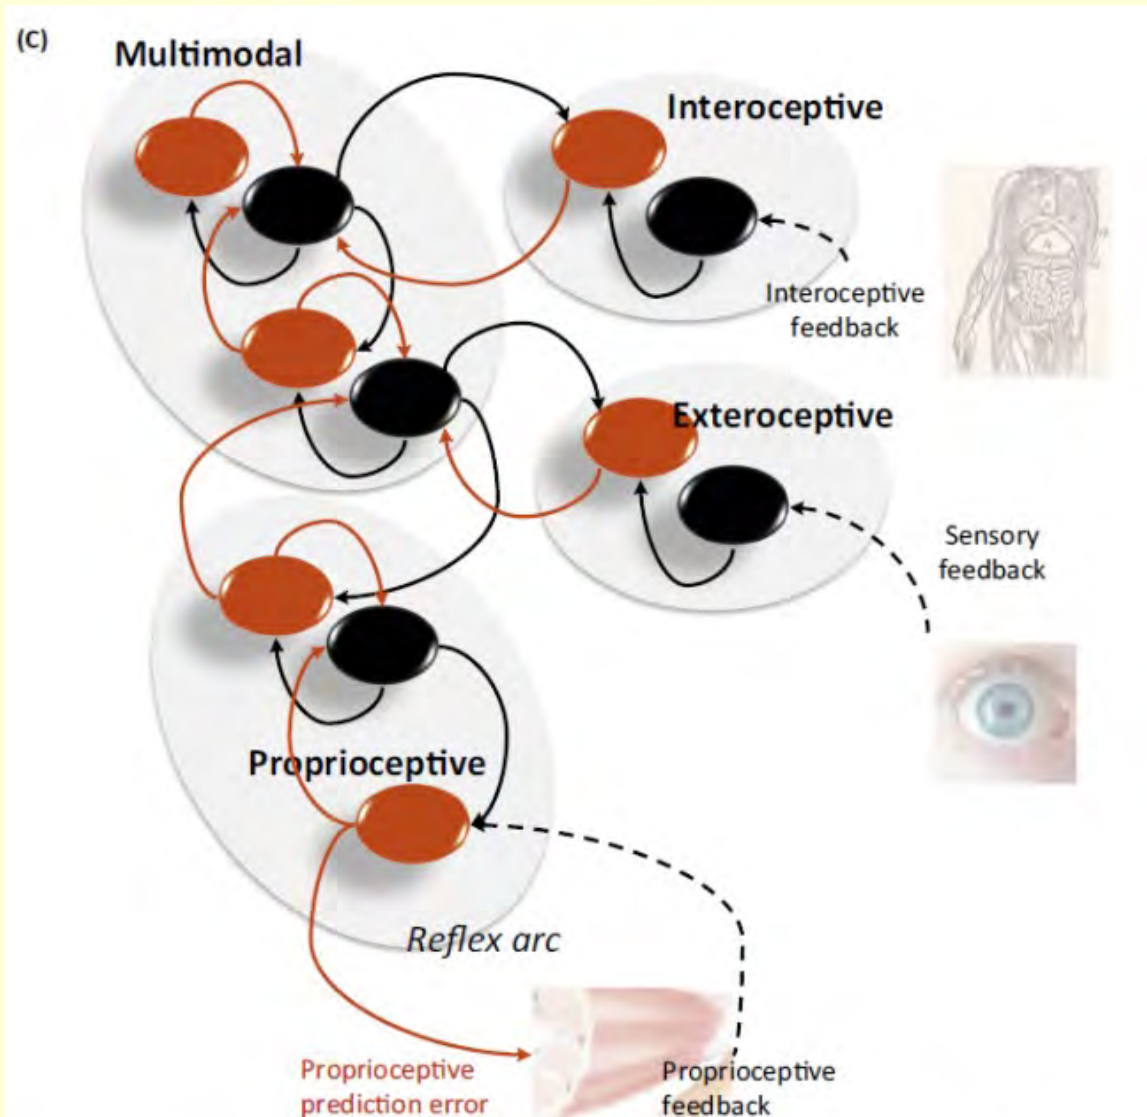 (C)
Multimodal
Interoceptive
Interoceptive
feedback
Exteroceptive
Sensory
feedback
Proprioceptive
Reflex arc
Proprioceptive
prediction error
Proprioceptive
feedback